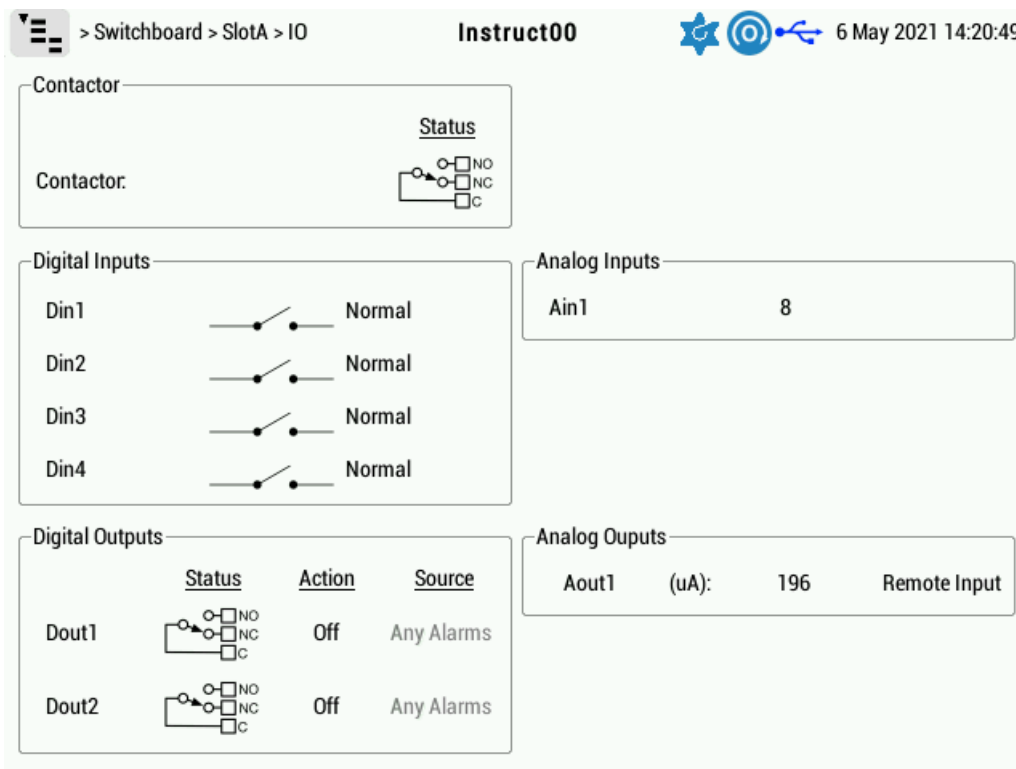 > Switchboard > SlotA > IO Instruct00 6 May 2021 14:20:49
Contactor
Status
Contactor:
NO
NC
C
Digital Inputs
Din1 Normal
Din2 Normal
Din3 Normal
Din4 Normal
Analog Inputs
Ain1 8
Digital Outputs
Status Action Source
NO
Dout1 NC Off Any Alarms
C
NO
Dout2 NC Off Any Alarms
C
Analog Ouputs
Aout1 (uA): 196 Remote Input